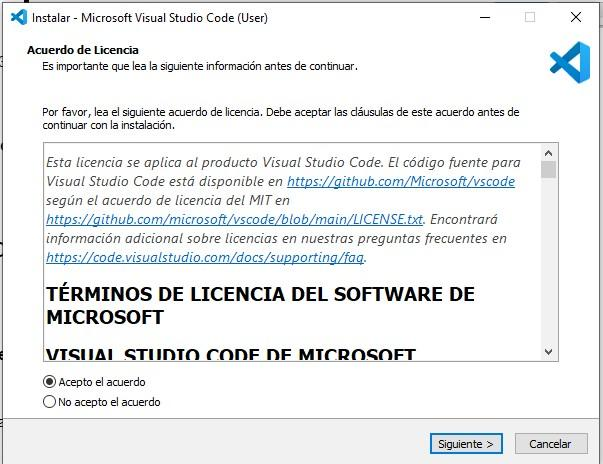 Instalar - Microsoft Visual Studio Code (User)
Acuerdo de Licencia
Es importante que lea la siguiente información antes de continuar.
Por favor, lea el siguiente acuerdo de licencia. Debe aceptar las cláusulas de este acuerdo antes de
continuar con la instalación.
Esta licencia se aplica al producto Visual Studio Code. El código fuente para
Visual Studio Code está disponible en https://github.com/Microsoft/vscode
según el acuerdo de licencia del MIT en
https://github.com/microsoft/vscode/blob/main/LICENSE.txt. Encontrará
información adicional sobre licencias en nuestras preguntas frecuentes en
https://code.visualstudio.com/docs/supporting/faq.
TÉRMINOS DE LICENCIA DEL SOFTWARE DE
MICROSOFT
VISUAL STUDIO CODE DE MICROSOFT
Acepto el acuerdo
No acepto el acuerdo
Siguiente >
Cancelar